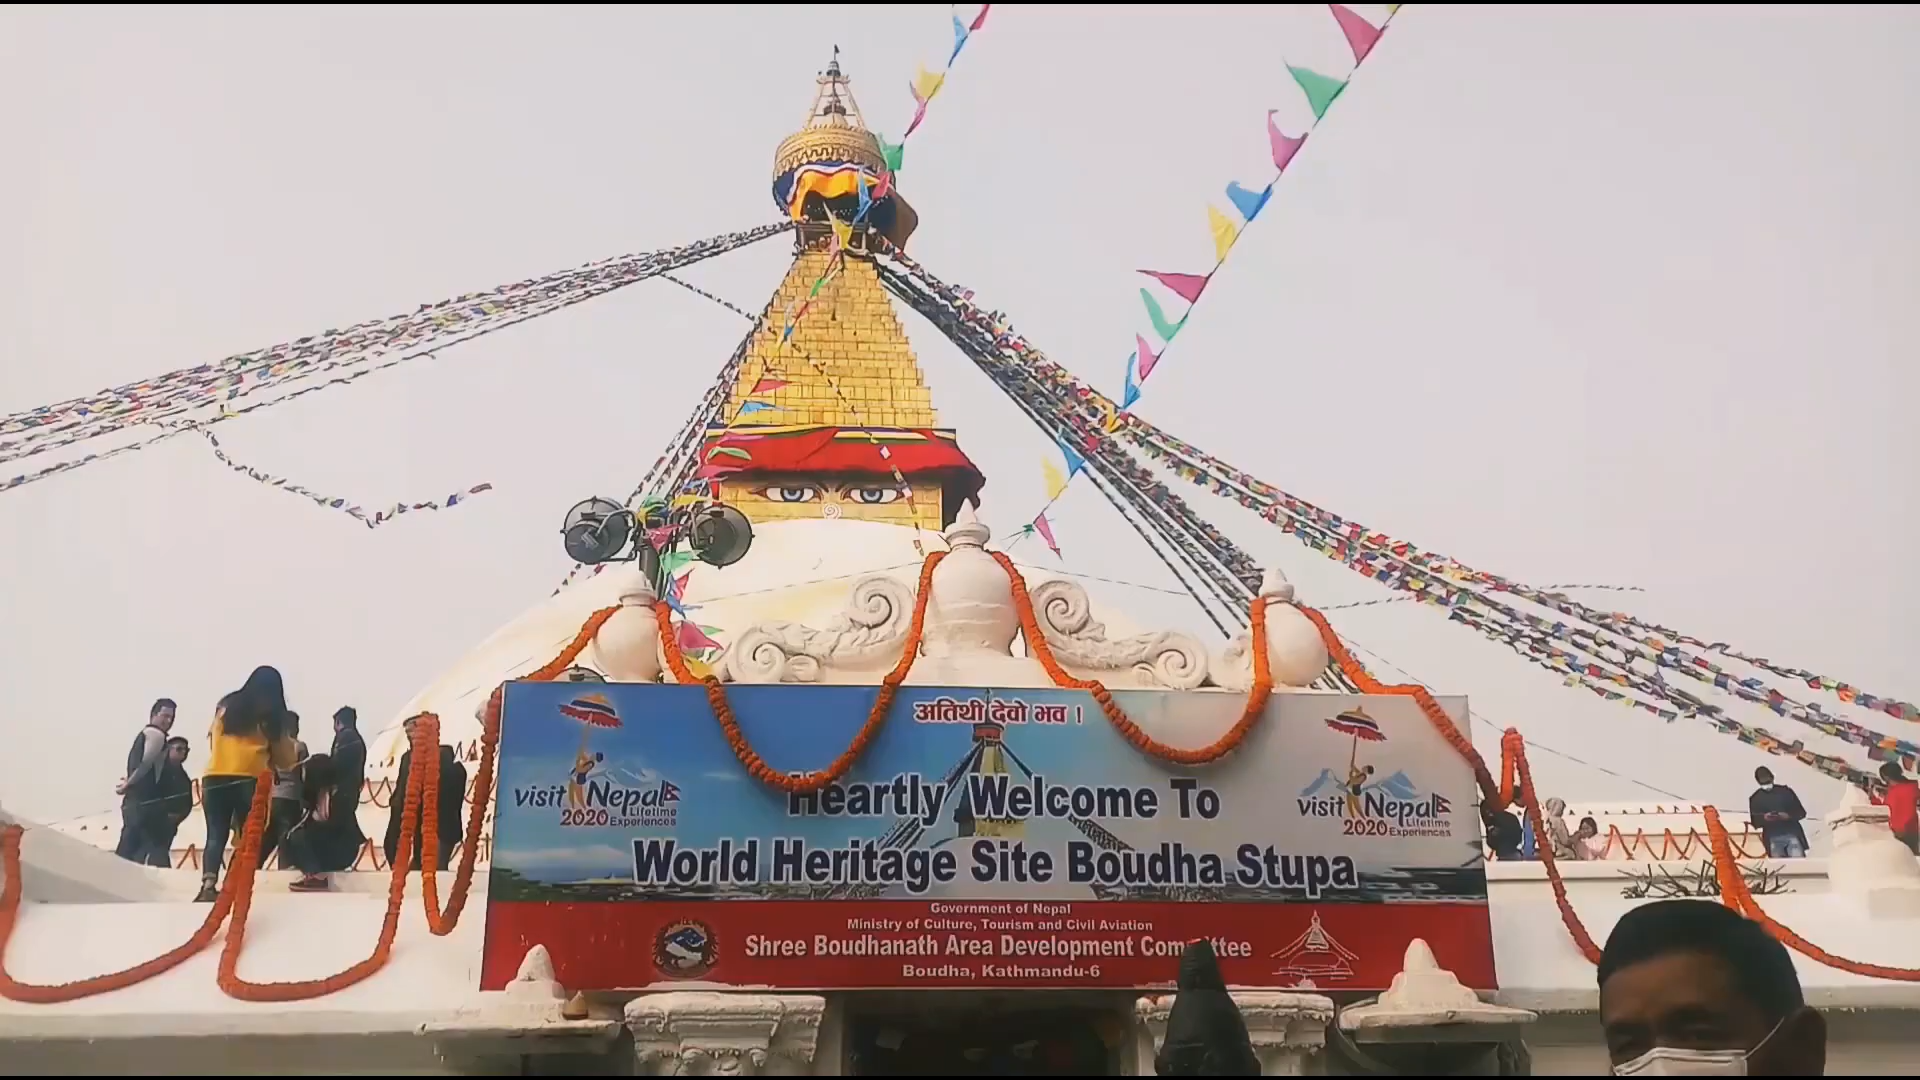 अतिथी देवो भव ।
visit Nepal
2020 Lifetime Experiences
Heartly Welcome To
visit Nepal
2020 Lifetime Experiences
World Heritage Site Boudha Stupa
Government of Nepal
Ministry of Culture, Tourism and Civil Aviation
Shree Boudhanath Area Development Committee
Boudha, Kathmandu-6